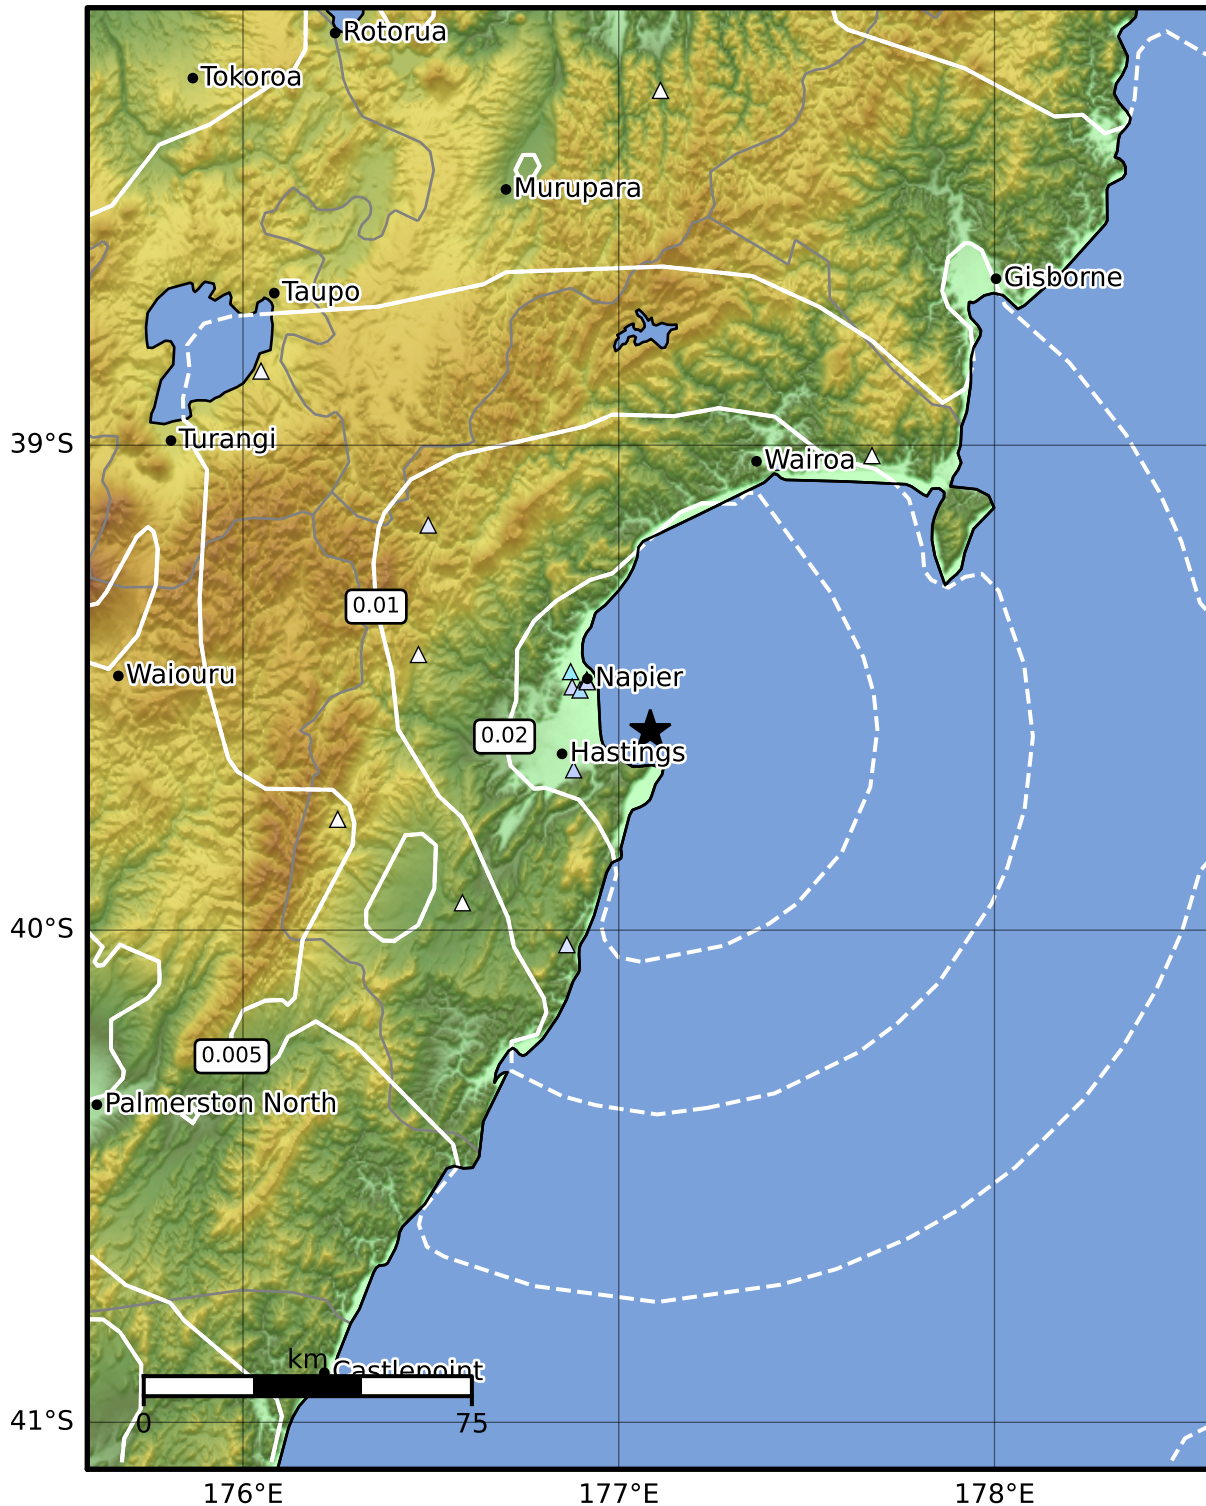 Rotorua
Tokoroa
Murupara
Gisborne
Taupo
Turangi
39°S
Wairoa
0.01
Waiouru
Napier
0.02
Hastings
40°S
0.005
Palmerston North
km
Castlepoint
0
75
41°S
176°E
177°E
178°E